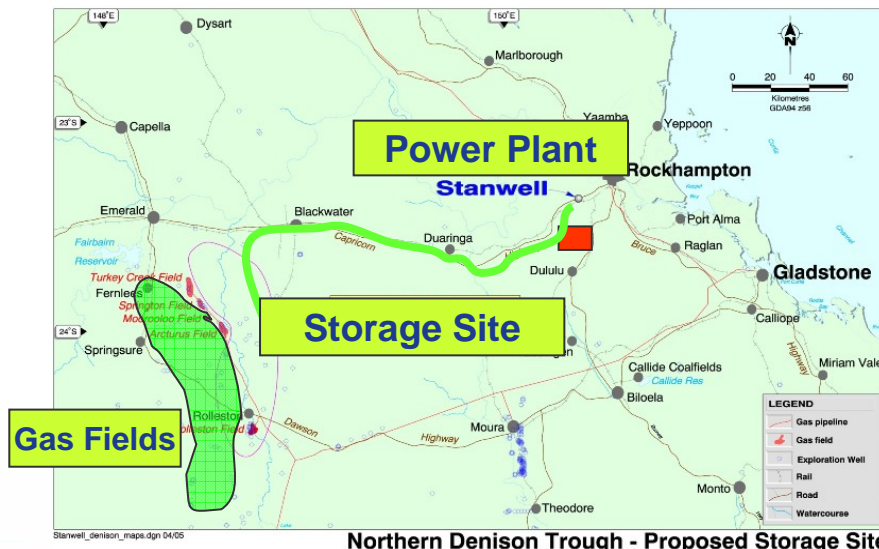 148°E
150°E
Dysart
Marlborough
N
0 20 40 60
Kilometres
GDA94 z56
23°S
Capella
Yaamba
Yeppoon
Power Plant
Rockhampton
Stanwell
Emerald
Blackwater
Capricorn
Duaringa
Port Alma
Bruce
Raglan
Fairbairn
Reservoir
Turkey Creek Field
Fernlees
Dululu
Gladstone
Springton Field
Moorooloo Field
Arcturus Field
Storage Site
Calliope
24°S
Springsure
Callide Coalfields
Callide Res
Highway
Miriam Vale
Biloela
Rolleston
Rolleston Field
Dawson
Highway
Moura
Gas Fields
LEGEND
Gas pipeline
Gas field
Exploration Well
Rail
Road
Watercourse
Monto
Theodore
Stanwell_denison_maps.dgn 04/05
Northern Denison Trough - Proposed Storage Site